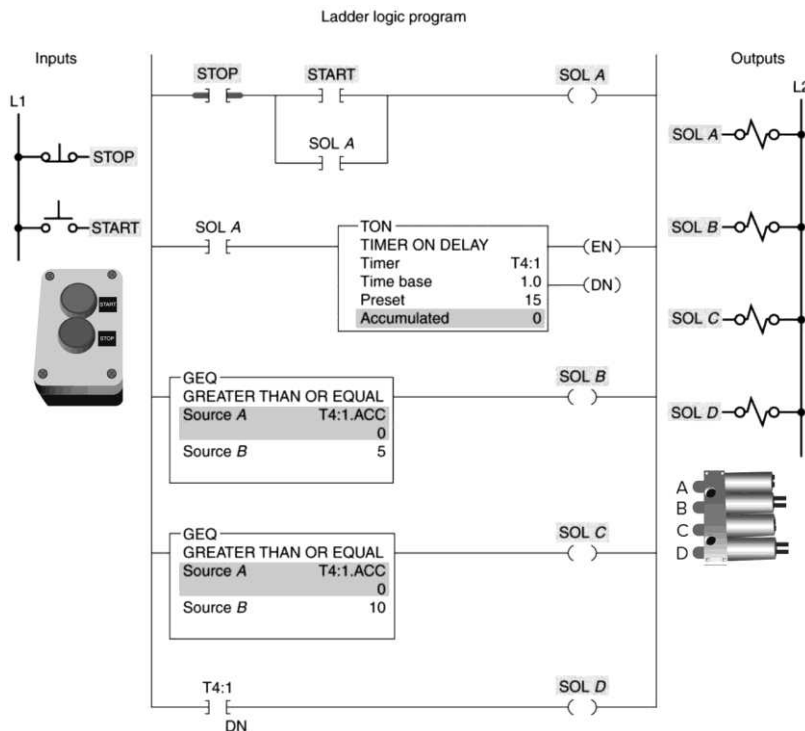 Ladder logic program
Inputs
Outputs
L1
L2
STOP
START
SOL A
SOL A
STOP
START
START
STOP
SOL A
TON
TIMER ON DELAY
Timer T4:1
Time base 1.0
Preset 15
Accumulated 0
EN
DN
GEQ
GREATER THAN OR EQUAL
Source A T4:1.ACC
0
Source B 5
SOL B
GEQ
GREATER THAN OR EQUAL
Source A T4:1.ACC
0
Source B 10
SOL C
T4:1
DN
SOL D
SOL A
SOL B
SOL C
SOL D
A
B
C
D